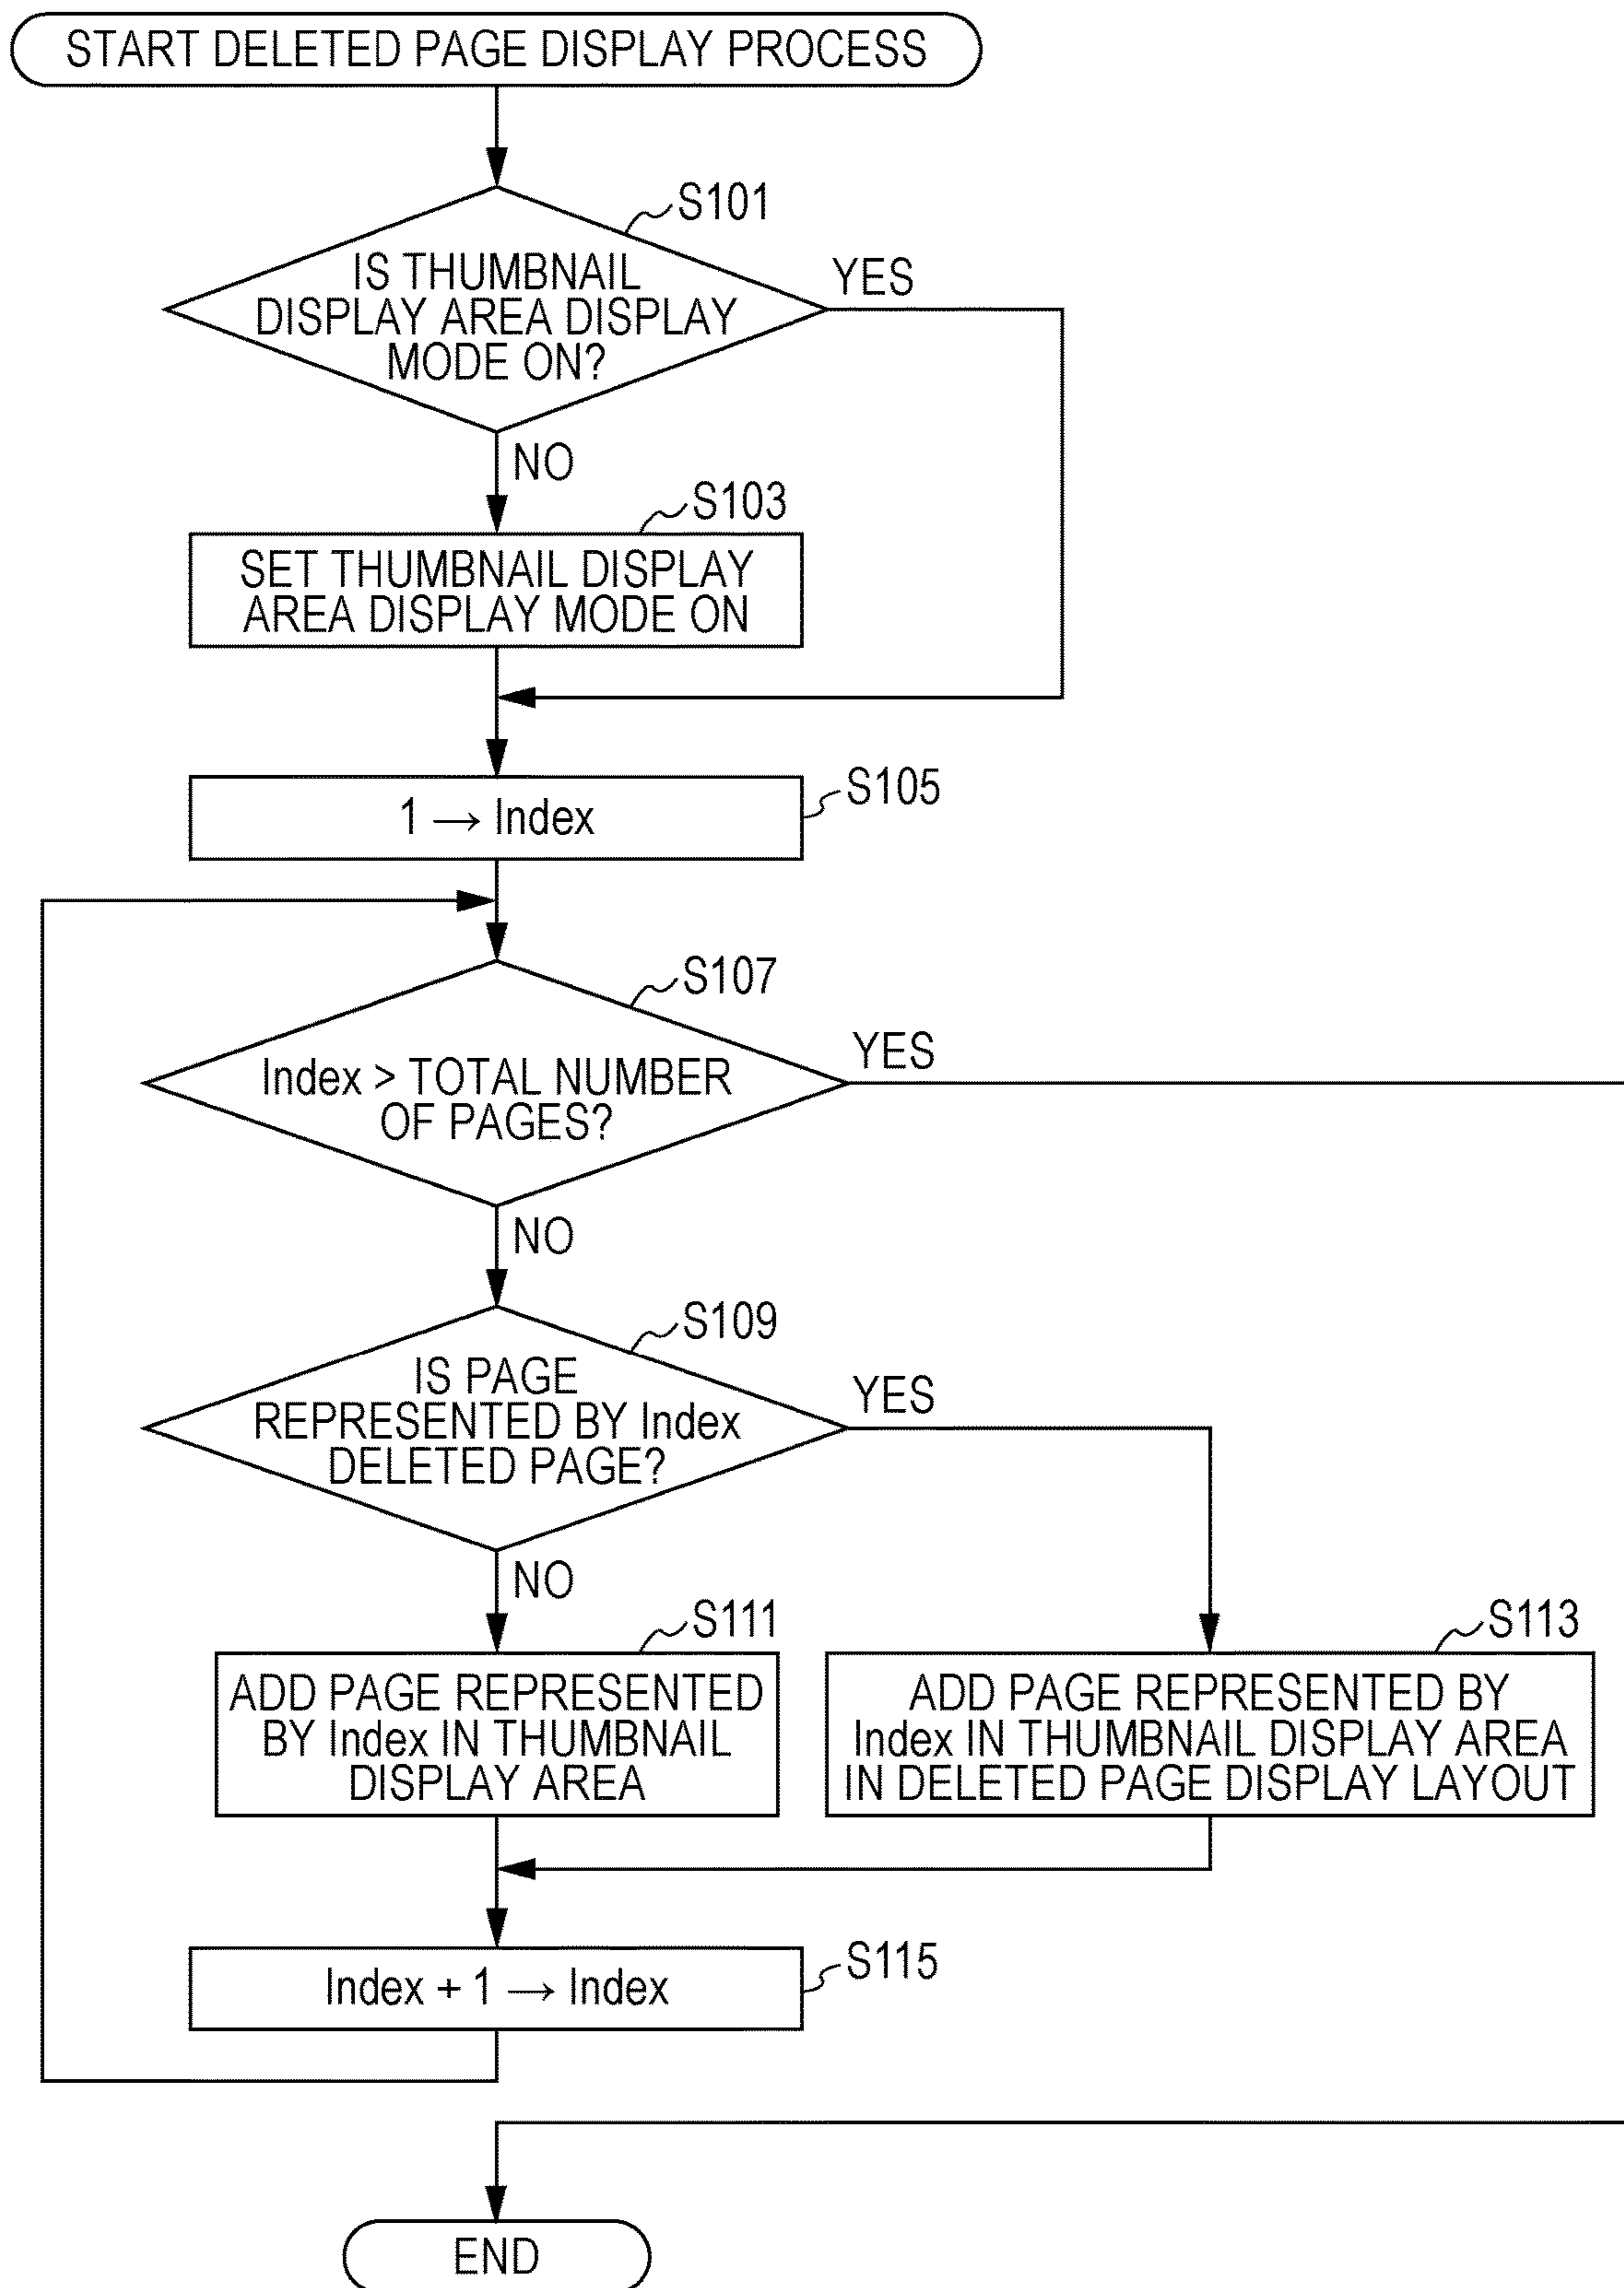 START DELETED PAGE DISPLAY PROCESS
S101
IS THUMBNAIL
DISPLAY AREA DISPLAY
MODE ON?
YES
NO
S103
SET THUMBNAIL DISPLAY
AREA DISPLAY MODE ON
S105
1 → Index
S107
Index > TOTAL NUMBER
OF PAGES?
YES
NO
S109
IS PAGE
REPRESENTED BY Index
DELETED PAGE?
YES
NO
S111
ADD PAGE REPRESENTED
BY Index IN THUMBNAIL
DISPLAY AREA
S113
ADD PAGE REPRESENTED BY
Index IN THUMBNAIL DISPLAY AREA
IN DELETED PAGE DISPLAY LAYOUT
S115
Index + 1 → Index
END